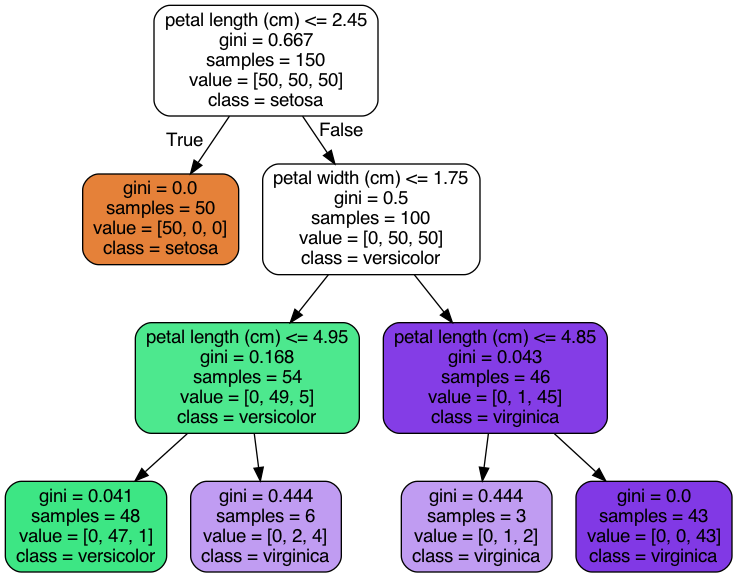 petal length (cm) <= 2.45
gini = 0.667
samples = 150
value = [50, 50, 50]
class = setosa
True
False
gini = 0.0
samples = 50
value = [50, 0, 0]
class = setosa
petal width (cm) <= 1.75
gini = 0.5
samples = 100
value = [0, 50, 50]
class = versicolor
petal length (cm) <= 4.95
gini = 0.168
samples = 54
value = [0, 49, 5]
class = versicolor
petal length (cm) <= 4.85
gini = 0.043
samples = 46
value = [0, 1, 45]
class = virginica
gini = 0.041
samples = 48
value = [0, 47, 1]
class = versicolor
gini = 0.444
samples = 6
value = [0, 2, 4]
class = virginica
gini = 0.444
samples = 3
value = [0, 1, 2]
class = virginica
gini = 0.0
samples = 43
value = [0, 0, 43]
class = virginica